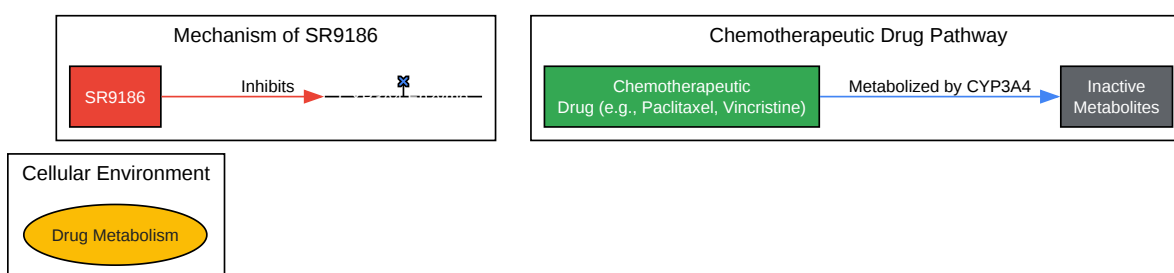 Mechanism of SR9186
SR9186
Inhibits
Chemotherapeutic Drug Pathway
Chemotherapeutic
Drug (e.g., Paclitaxel, Vincristine)
Metabolized by CYP3A4
Inactive
Metabolites
Cellular Environment
Drug Metabolism